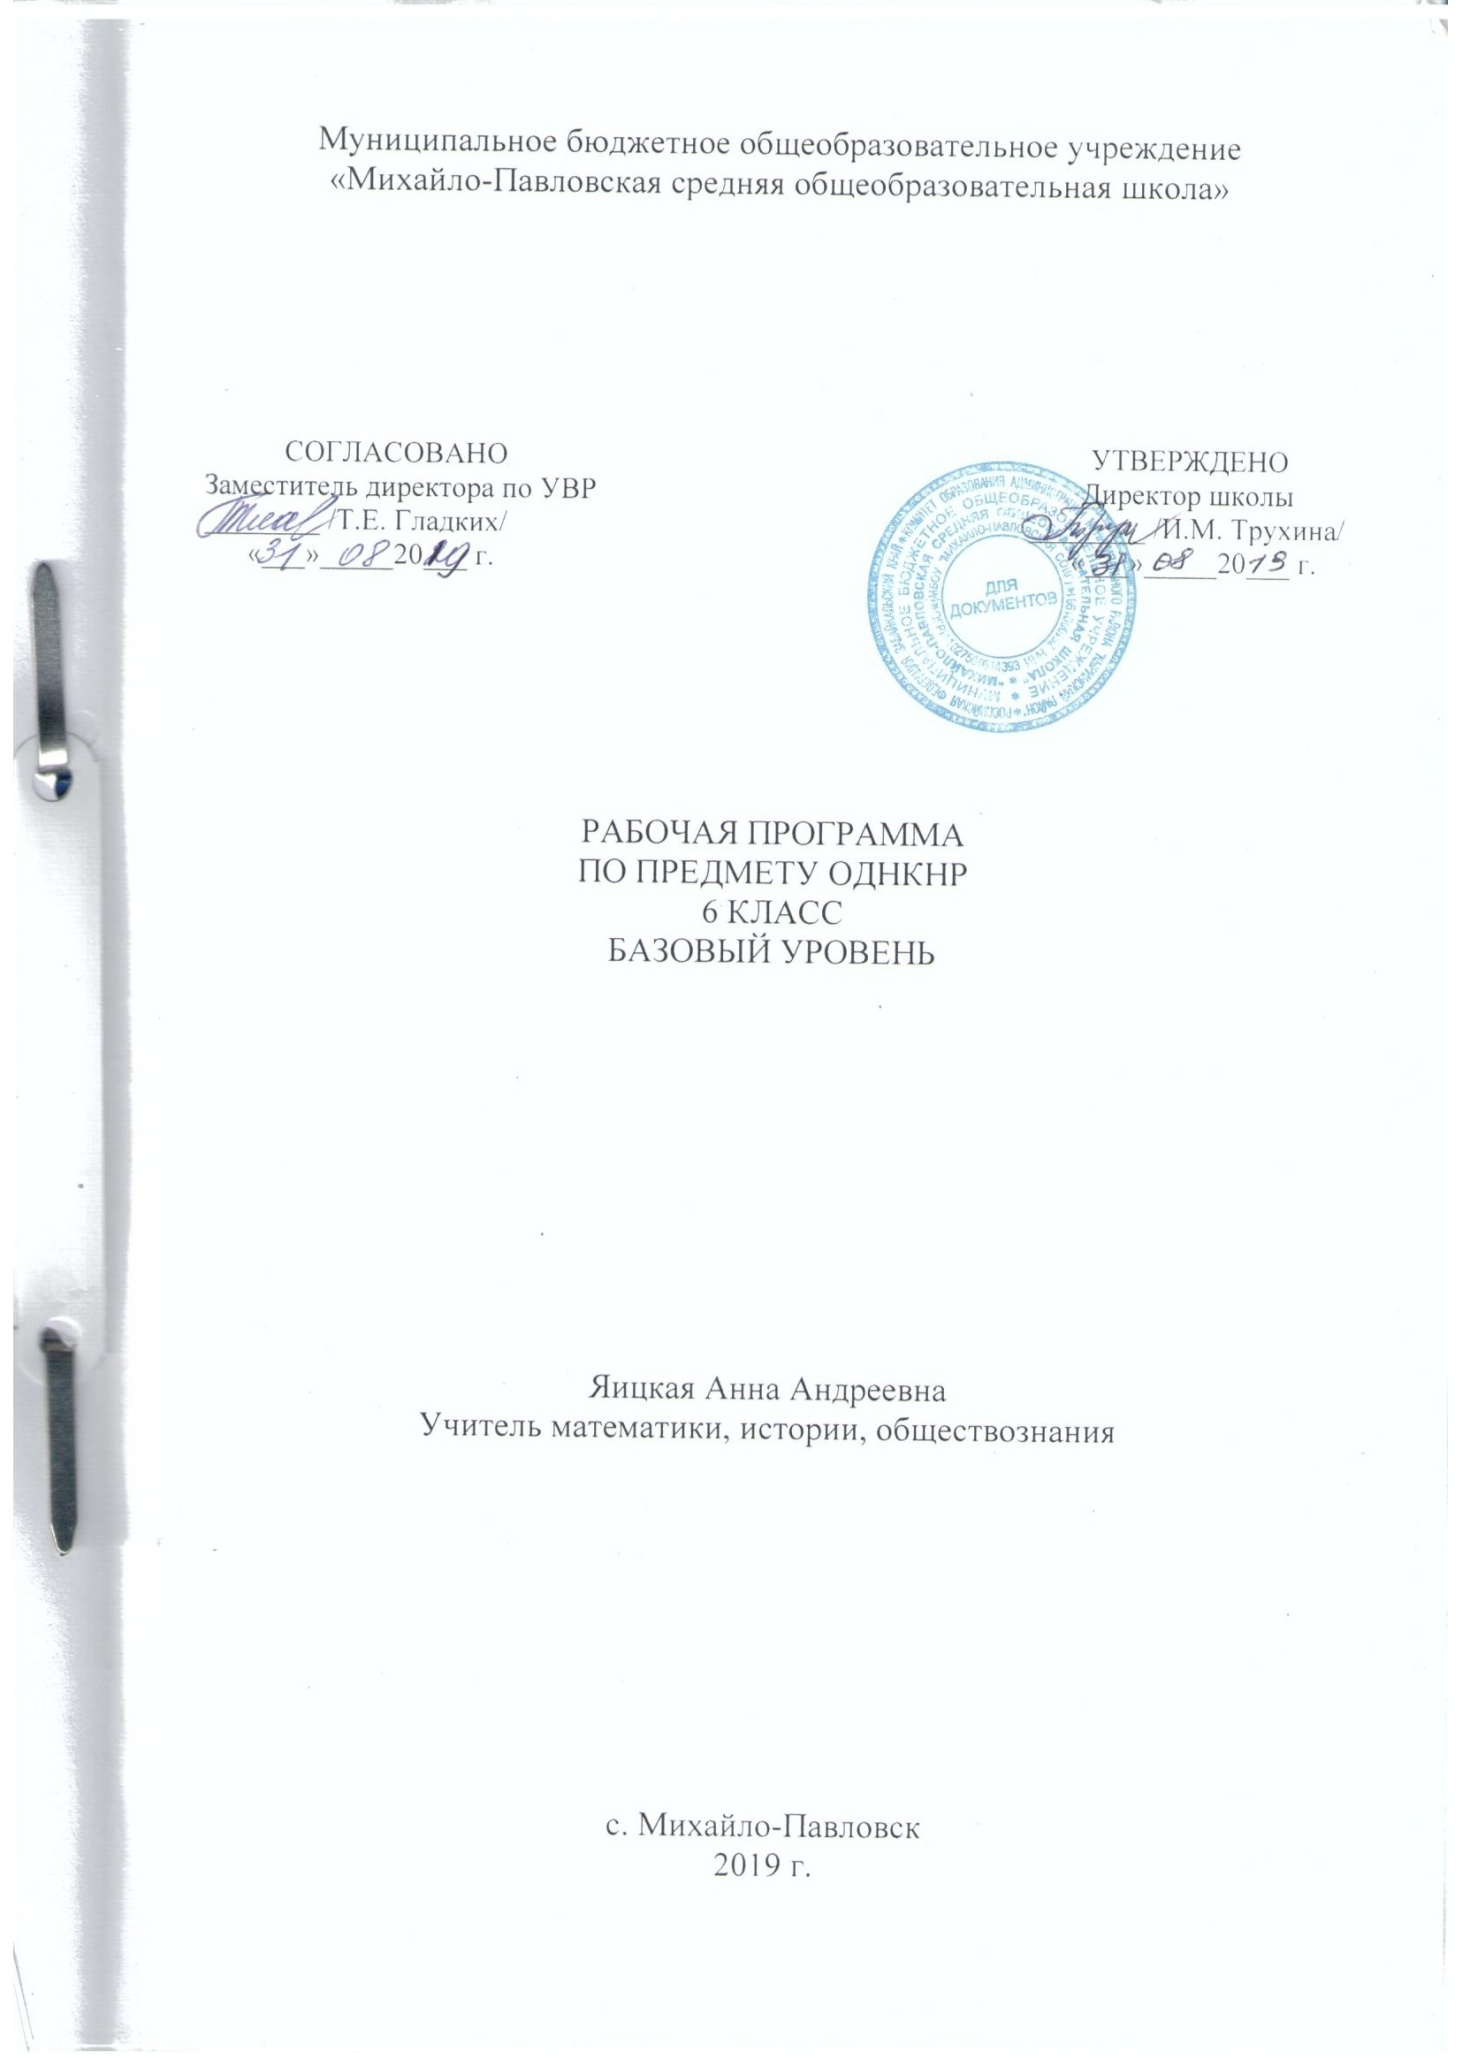 Муниципальное бюджетное общеобразовательное учреждение
«Михайло-Павловская средняя общеобразовательная школа»
СОГЛАСОВАНО
Заместитель директора по УВР
/Т.Е. Гладких/
«31» 08 2019 г.
УТВЕРЖДЕНО
Директор школы
/И.М. Трухина/
«31» 08 2019 г.
ДЛЯ
ДОКУМЕНТОВ
РАБОЧАЯ ПРОГРАММА
ПО ПРЕДМЕТУ ОДНКНР
6 КЛАСС
БАЗОВЫЙ УРОВЕНЬ
Яицкая Анна Андреевна
Учитель математики, истории, обществознания
с. Михайло-Павловск
2019 г.